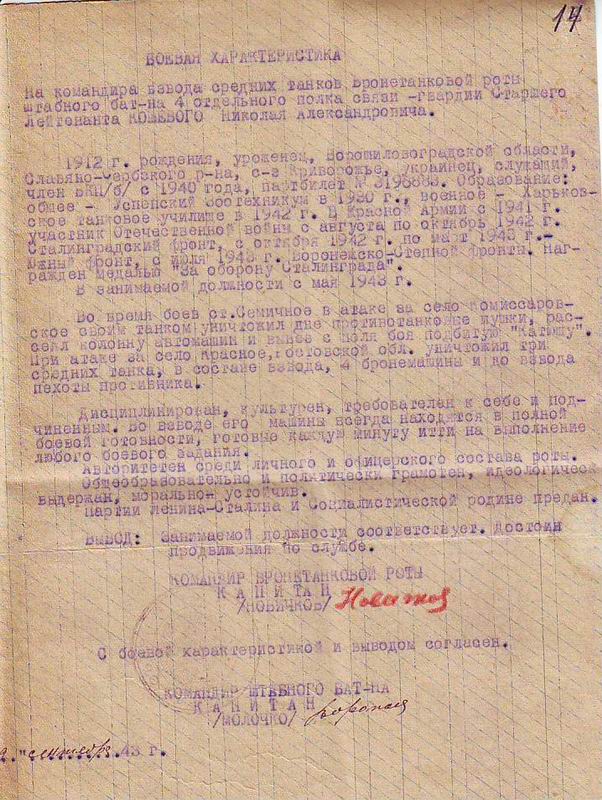 14
БОЕВАЯ ХАРАКТЕРИСТИКА
На командира взвода средних танков Бронетанковой роты
штабного бат-на 4 отдельного полка связи -Гвардии Старшего
Лейтенанта КОШЕВОГО Николая Александровича.
1912 г. рождения, уроженец, Ворошиловоградской области,
Славяно-Сербского р-на, с-з Криворожье, украинец, служащий,
член ВКП/б/ с 1940 года, партбилет № 3196883. Образование:
общее - Успенский зоотехникум в 1930 г., военное - Харьков-
ское танковое училище в 1942 г. В Красной Армии с 1941 г.
участник Отечественной войны с августа по октябрь 1942 г.
Сталинградский фронт, с октября 1942 г. по март 1943 г.-
Южный фронт, с июля 1943 г. Воронежско-Степной фронты. Наг-
ражден медалью "За оборону Сталинграда".
В занимаемой должности с мая 1943 г.
Во время боев ст.Семичное в атаке за село Комиссаров-
ское своим танком уничтожил две противотанковые пушки, рас-
сеял колонну автомашин и вывез с поля боя подбитую "Катюшу".
При атаке за село Красное, Ростовской обл. уничтожил три
средних танка, в составе взвода, 4 бронемашины и до взвода
пехоты противника.
Дисциплинирован, культурен, требователен к себе и под-
чиненным. Во взводе его машины всегда находятся в полной
боевой готовности, готовые каждую минуту итти на выполнение
любого боевого задания.
Авторитетен среди личного и офицерского состава роты.
Общеобразовательно и политически грамотен, идеологическ
выдержан, морально- устойчив.
Партии Ленина-Сталина и Социалистической родине предан.
ВЫВОД: Занимаемой должности соответствует. Достоин
продвижения по службе.
КОМАНДИР БРОНЕТАНКОВОЙ РОТЫ
К А П И Т А Н
/НОВИЧКОВ/
С боевой характеристикой и выводом согласен.
КОМАНДИР ШТАБНОГО БАТ-НА
К А П И Т А Н
/МОЛОЧКО/
43 г.